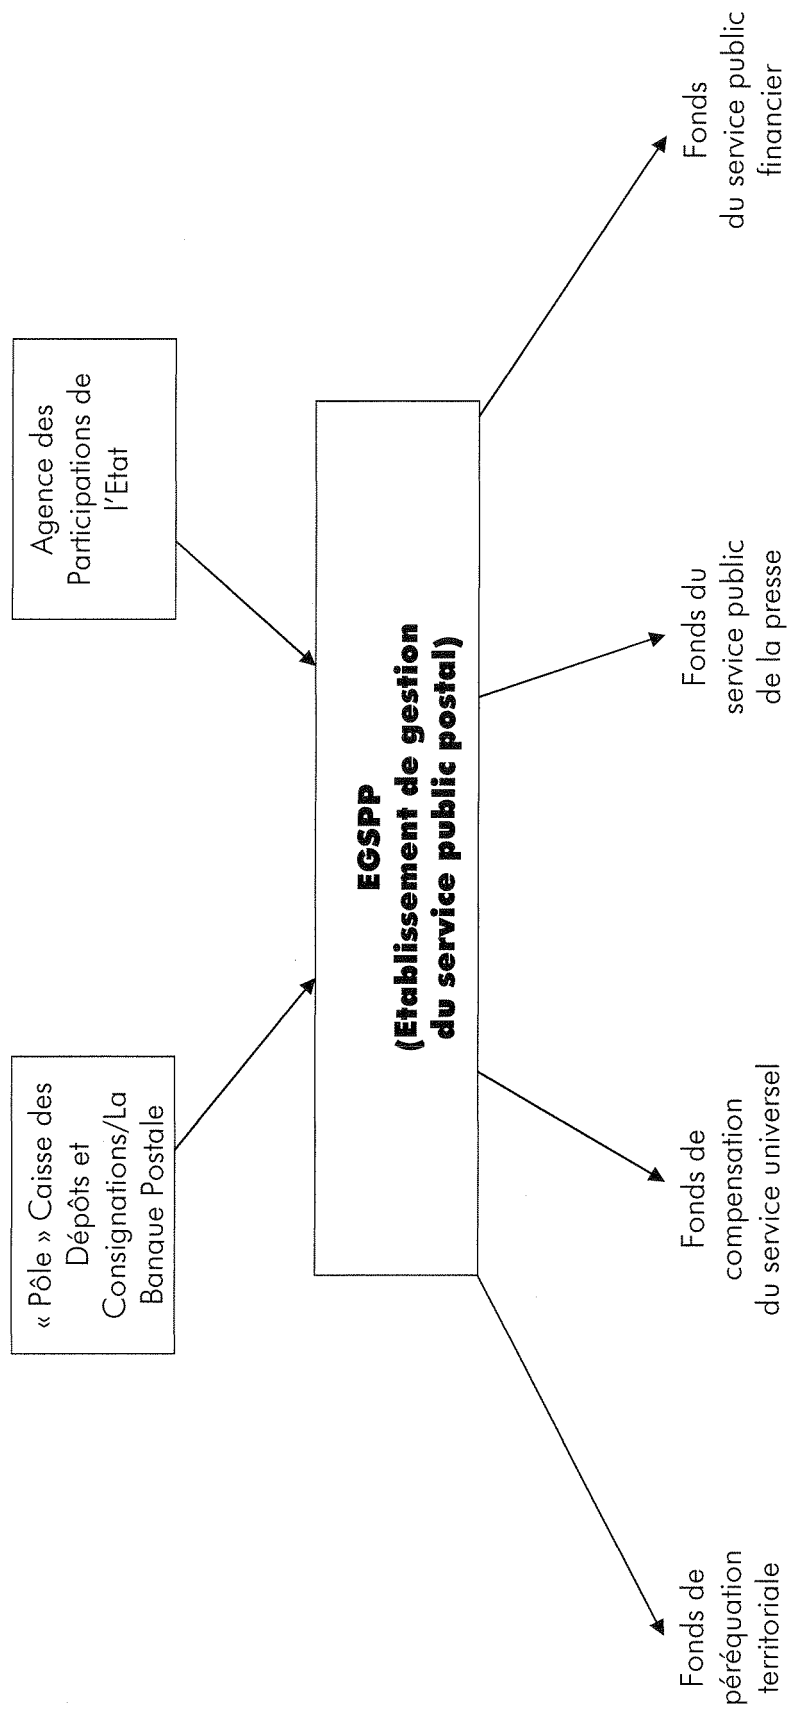 « Pôle » Caisse des
Dépôts et
Consignations/La
Banque Postale
Agence des
Participations de
l'Etat
EGSPP
(Etablissement de gestion
du service public postal)
Fonds de
péréquation
territoriale
Fonds de
compensation
du service universel
Fonds du
service public
de la presse
Fonds
du service public
financier